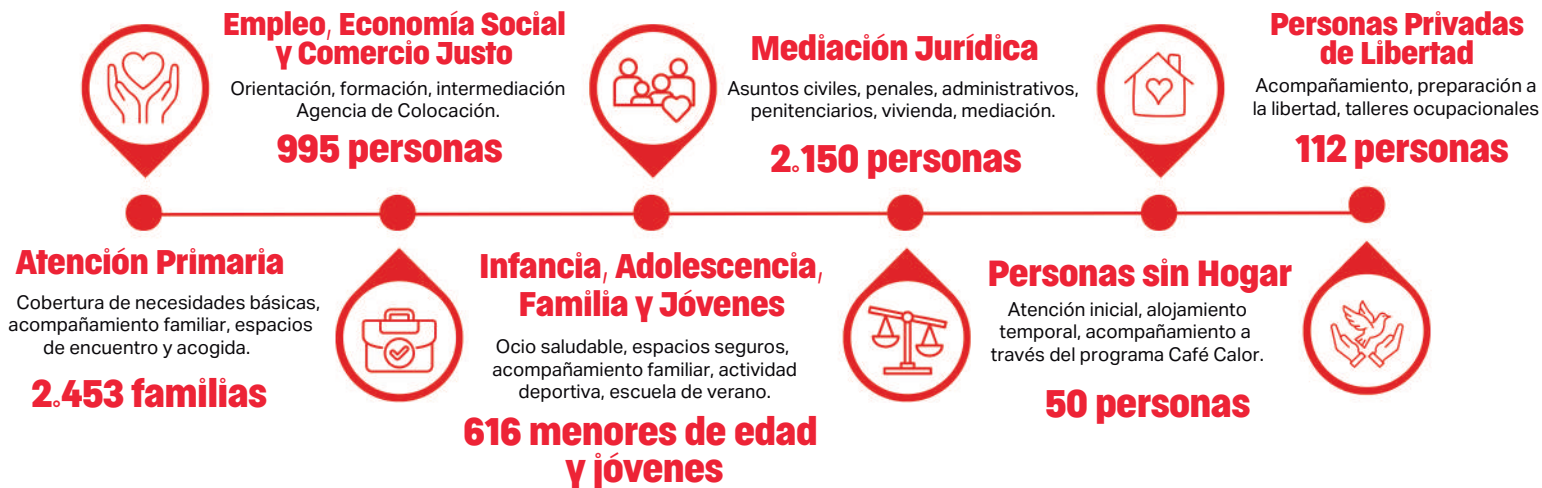 Empleo, Economía Social
y Comercio Justo
Orientación, formación, intermediación
Agencia de Colocación.
995 personas
Mediación Jurídica
Asuntos civiles, penales, administrativos,
penitenciarios, vivienda, mediación.
2.150 personas
Personas Privadas
de Libertad
Acompañamiento, preparación a
la libertad, talleres ocupacionales
112 personas
Atención Primaria
Cobertura de necesidades básicas,
acompañamiento familiar, espacios
de encuentro y acogida.
2.453 familias
Infancia, Adolescencia,
Familia y Jóvenes
Ocio saludable, espacios seguros,
acompañamiento familiar, actividad
deportiva, escuela de verano.
616 menores de edad
y jóvenes
Personas sin Hogar
Atención inicial, alojamiento
temporal, acompañamiento a
través del programa Café Calor.
50 personas